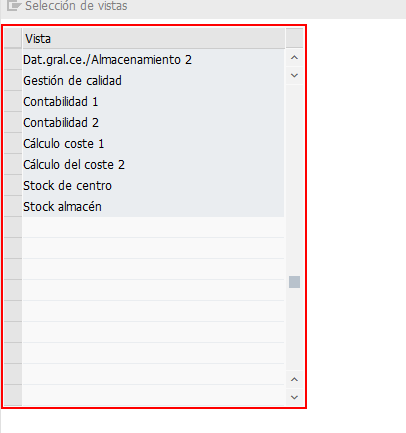 Selección de vistas
Vista
Dat.gral.ce./Almacenamiento 2
Gestión de calidad
Contabilidad 1
Contabilidad 2
Cálculo coste 1
Cálculo del coste 2
Stock de centro
Stock almacén